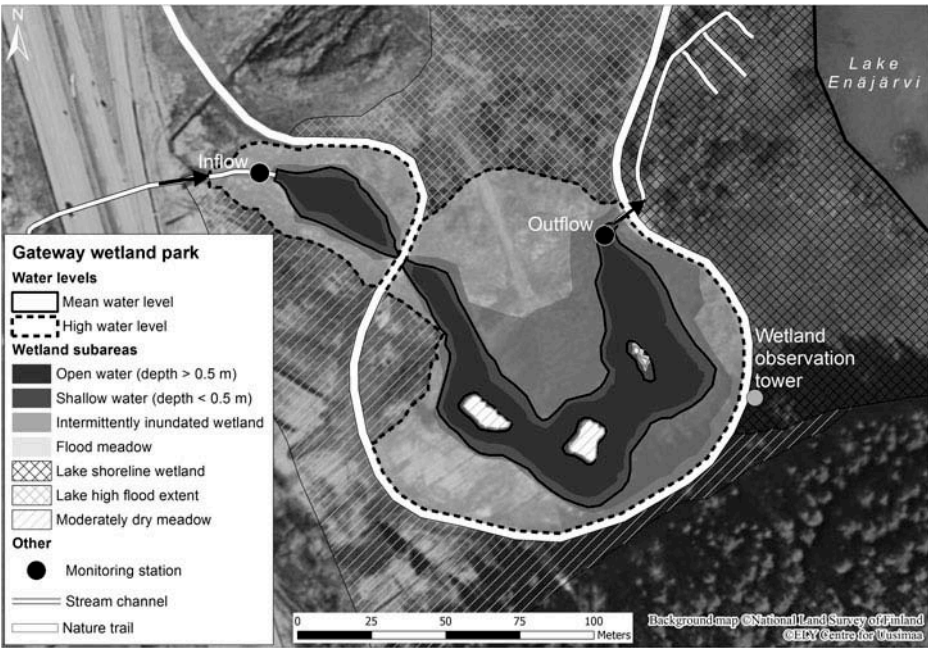 N
Lake
Enäjärvi
Inflow
Outflow
Wetland
observation
tower
Gateway wetland park
Water levels
Mean water level
High water level
Wetland subareas
Open water (depth > 0.5 m)
Shallow water (depth < 0.5 m)
Intermittently inundated wetland
Flood meadow
Lake shoreline wetland
Lake high flood extent
Moderately dry meadow
Other
Monitoring station
Stream channel
Nature trail
0 25 50 75 100
Meters
Background map ©National Land Survey of Finland
©ELY Centre for Uusimaa